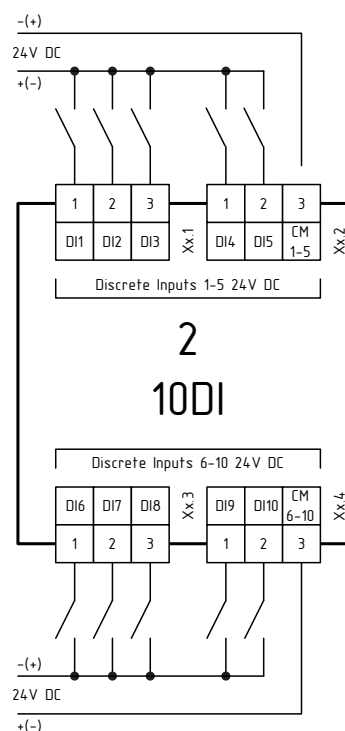 -(+)
24V DC
+(-)
1 2 3
DI1 DI2 DI3
Xx.1
1 2 3
DI4 DI5 CM 1-5
Xx.2
Discrete Inputs 1-5 24V DC
2
10DI
Discrete Inputs 6-10 24V DC
DI6 DI7 DI8
1 2 3
Xx.3
DI9 DI10 CM 6-10
1 2 3
Xx.4
-(+)
24V DC
+(-)